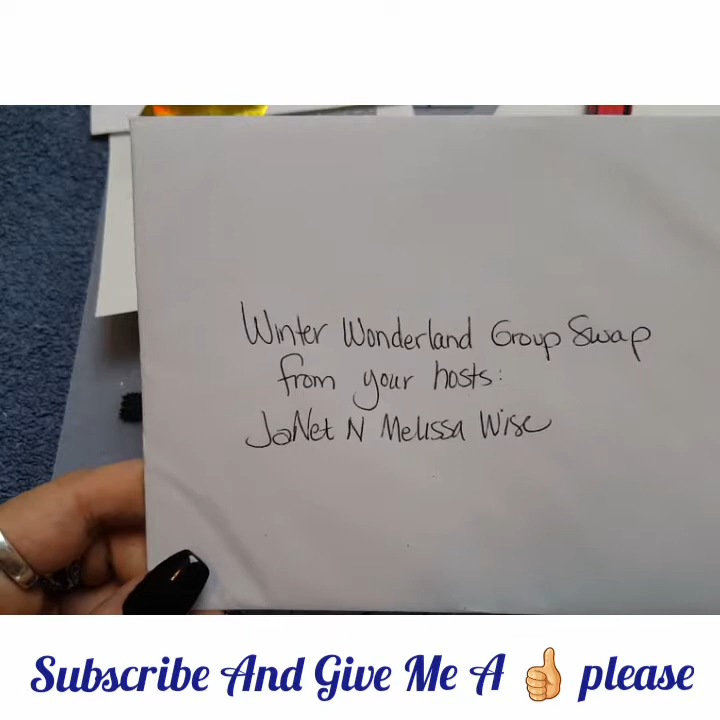 Winter Wonderland Group Swap
from your hosts:
JaNet N Melissa Wise
Subscribe And Give Me A 👍 please